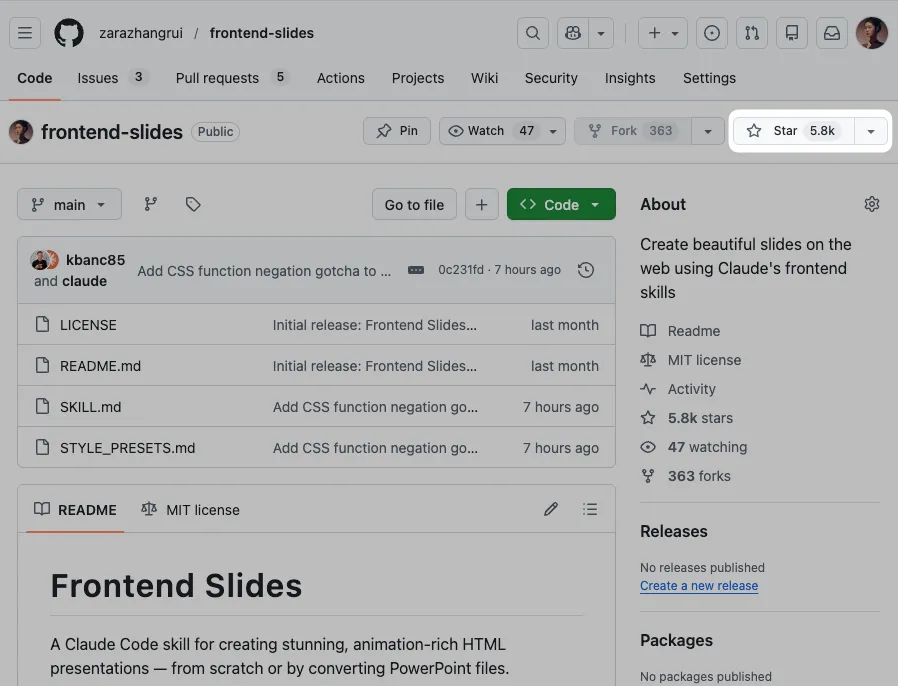 zarazhangrui / frontend-slides
Code Issues 3 Pull requests 5 Actions Projects Wiki Security Insights Settings
frontend-slides Public Pin Watch 47 Fork 363 Star 5.8k
main Go to file Code
About
Create beautiful slides on the
web using Claude's frontend
skills
kbanc85
and claude
Add CSS function negation gotcha to ... 0c231fd · 7 hours ago
LICENSE Initial release: Frontend Slides... last month
README.md Initial release: Frontend Slides... last month
SKILL.md Add CSS function negation go... 7 hours ago
STYLE_PRESETS.md Add CSS function negation go... 7 hours ago
Readme
MIT license
Activity
5.8k stars
47 watching
363 forks
README MIT license
Frontend Slides
A Claude Code skill for creating stunning, animation-rich HTML
presentations — from scratch or by converting PowerPoint files.
Releases
No releases published
Create a new release
Packages
No packages published